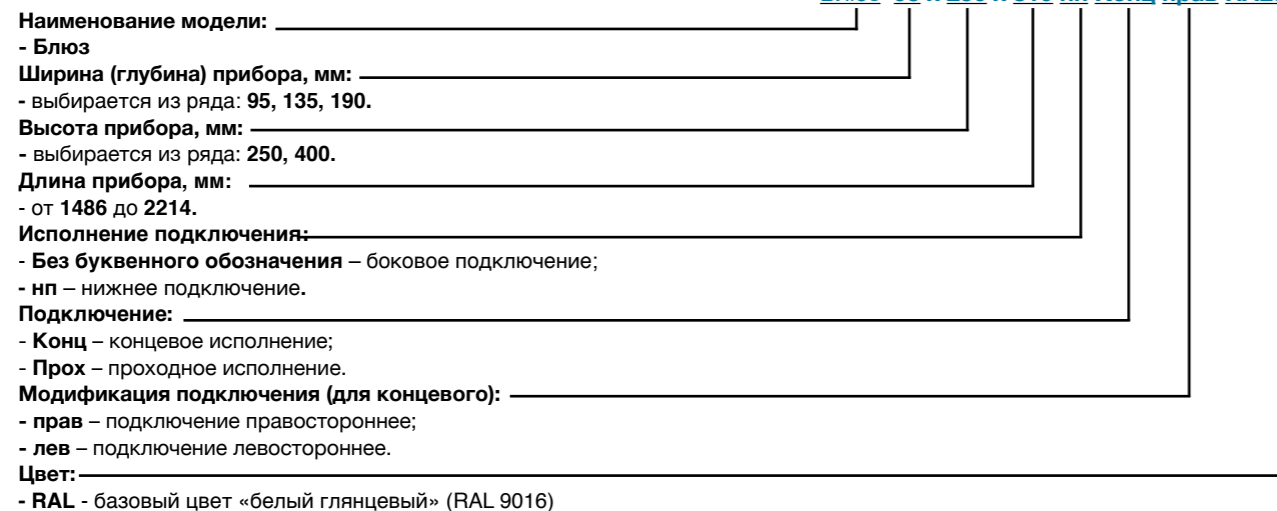 Наименование модели:
- Блюз
Ширина (глубина) прибора, мм:
- выбирается из ряда: 95, 135, 190.
Высота прибора, мм:
- выбирается из ряда: 250, 400.
Длина прибора, мм:
- от 1486 до 2214.
Исполнение подключения:
- Без буквенного обозначения – боковое подключение;
- нп – нижнее подключение.
Подключение:
- Конц – концевое исполнение;
- Прох – проходное исполнение.
Модификация подключения (для концевого):
- прав – подключение правостороннее;
- лев – подключение левостороннее.
Цвет:
- RAL - базовый цвет «белый глянцевый» (RAL 9016)